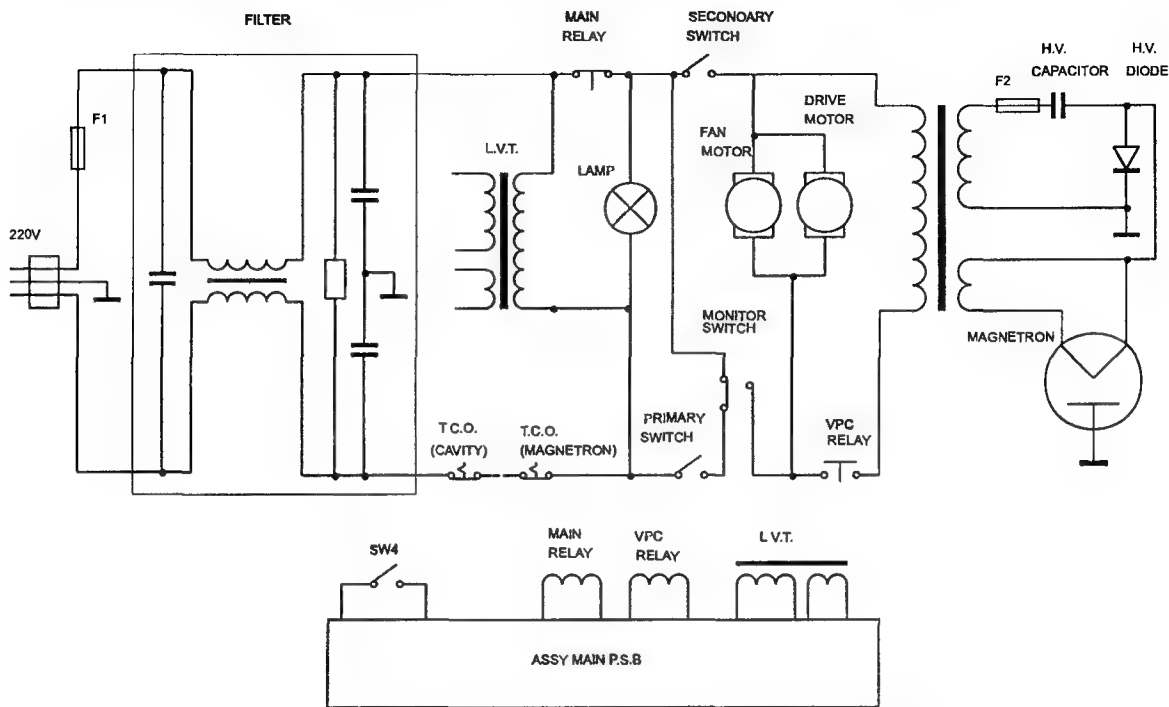 FILTER
MAIN
RELAY
SECONOARY
SWITCH
H.V.
CAPACITOR
H.V.
DIODE
F1
F2
L.V.T.
LAMP
FAN
MOTOR
DRIVE
MOTOR
220V
MONITOR
SWITCH
MAGNETRON
T C.O.
(CAVITY)
T.C.O.
(MAGNETRON)
PRIMARY
SWITCH
VPC
RELAY
SW4
MAIN
RELAY
VPC
RELAY
L V.T.
ASSY MAIN P.S.B